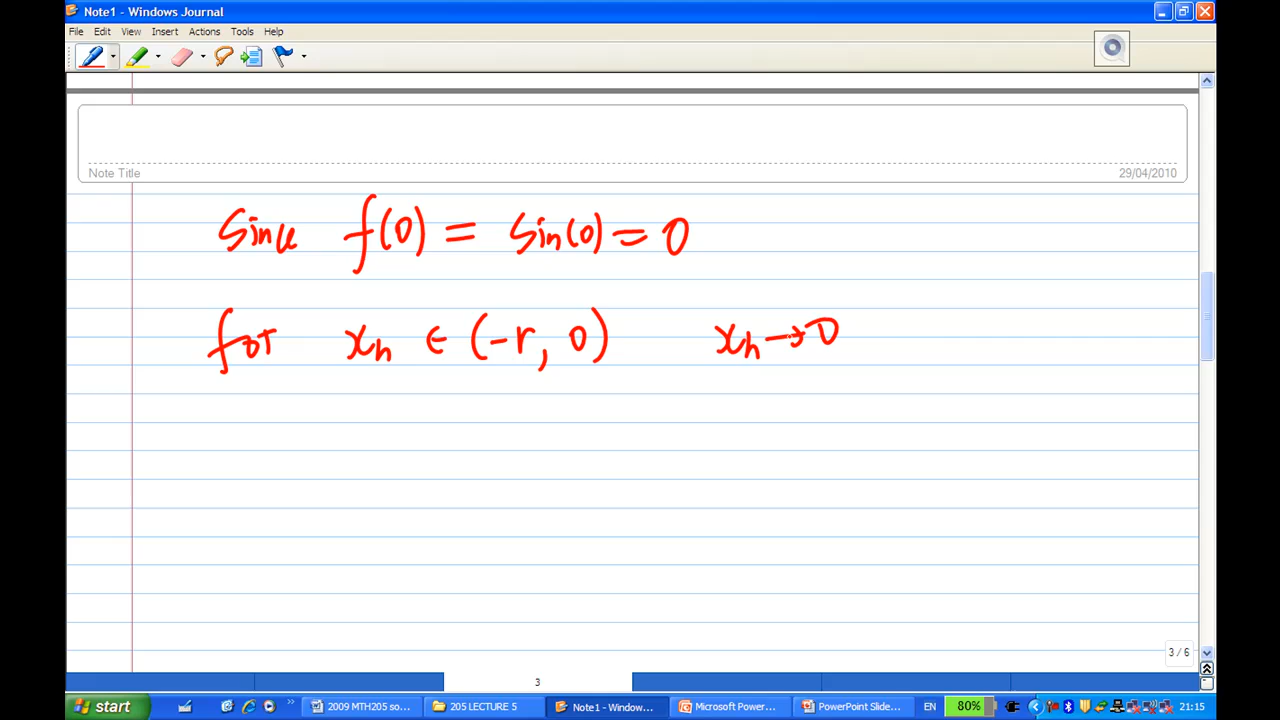 Note1 - Windows Journal
File Edit View Insert Actions Tools Help
Note Title
29/04/2010
Since f(0) = Sin(0) = 0
for xn ∈ (-r, 0) xn → 0
3 / 6
3
start
2009 MTH205 so...
205 LECTURE 5
Note1 - Window...
Microsoft Power...
PowerPoint Slide...
EN
80%
21:15